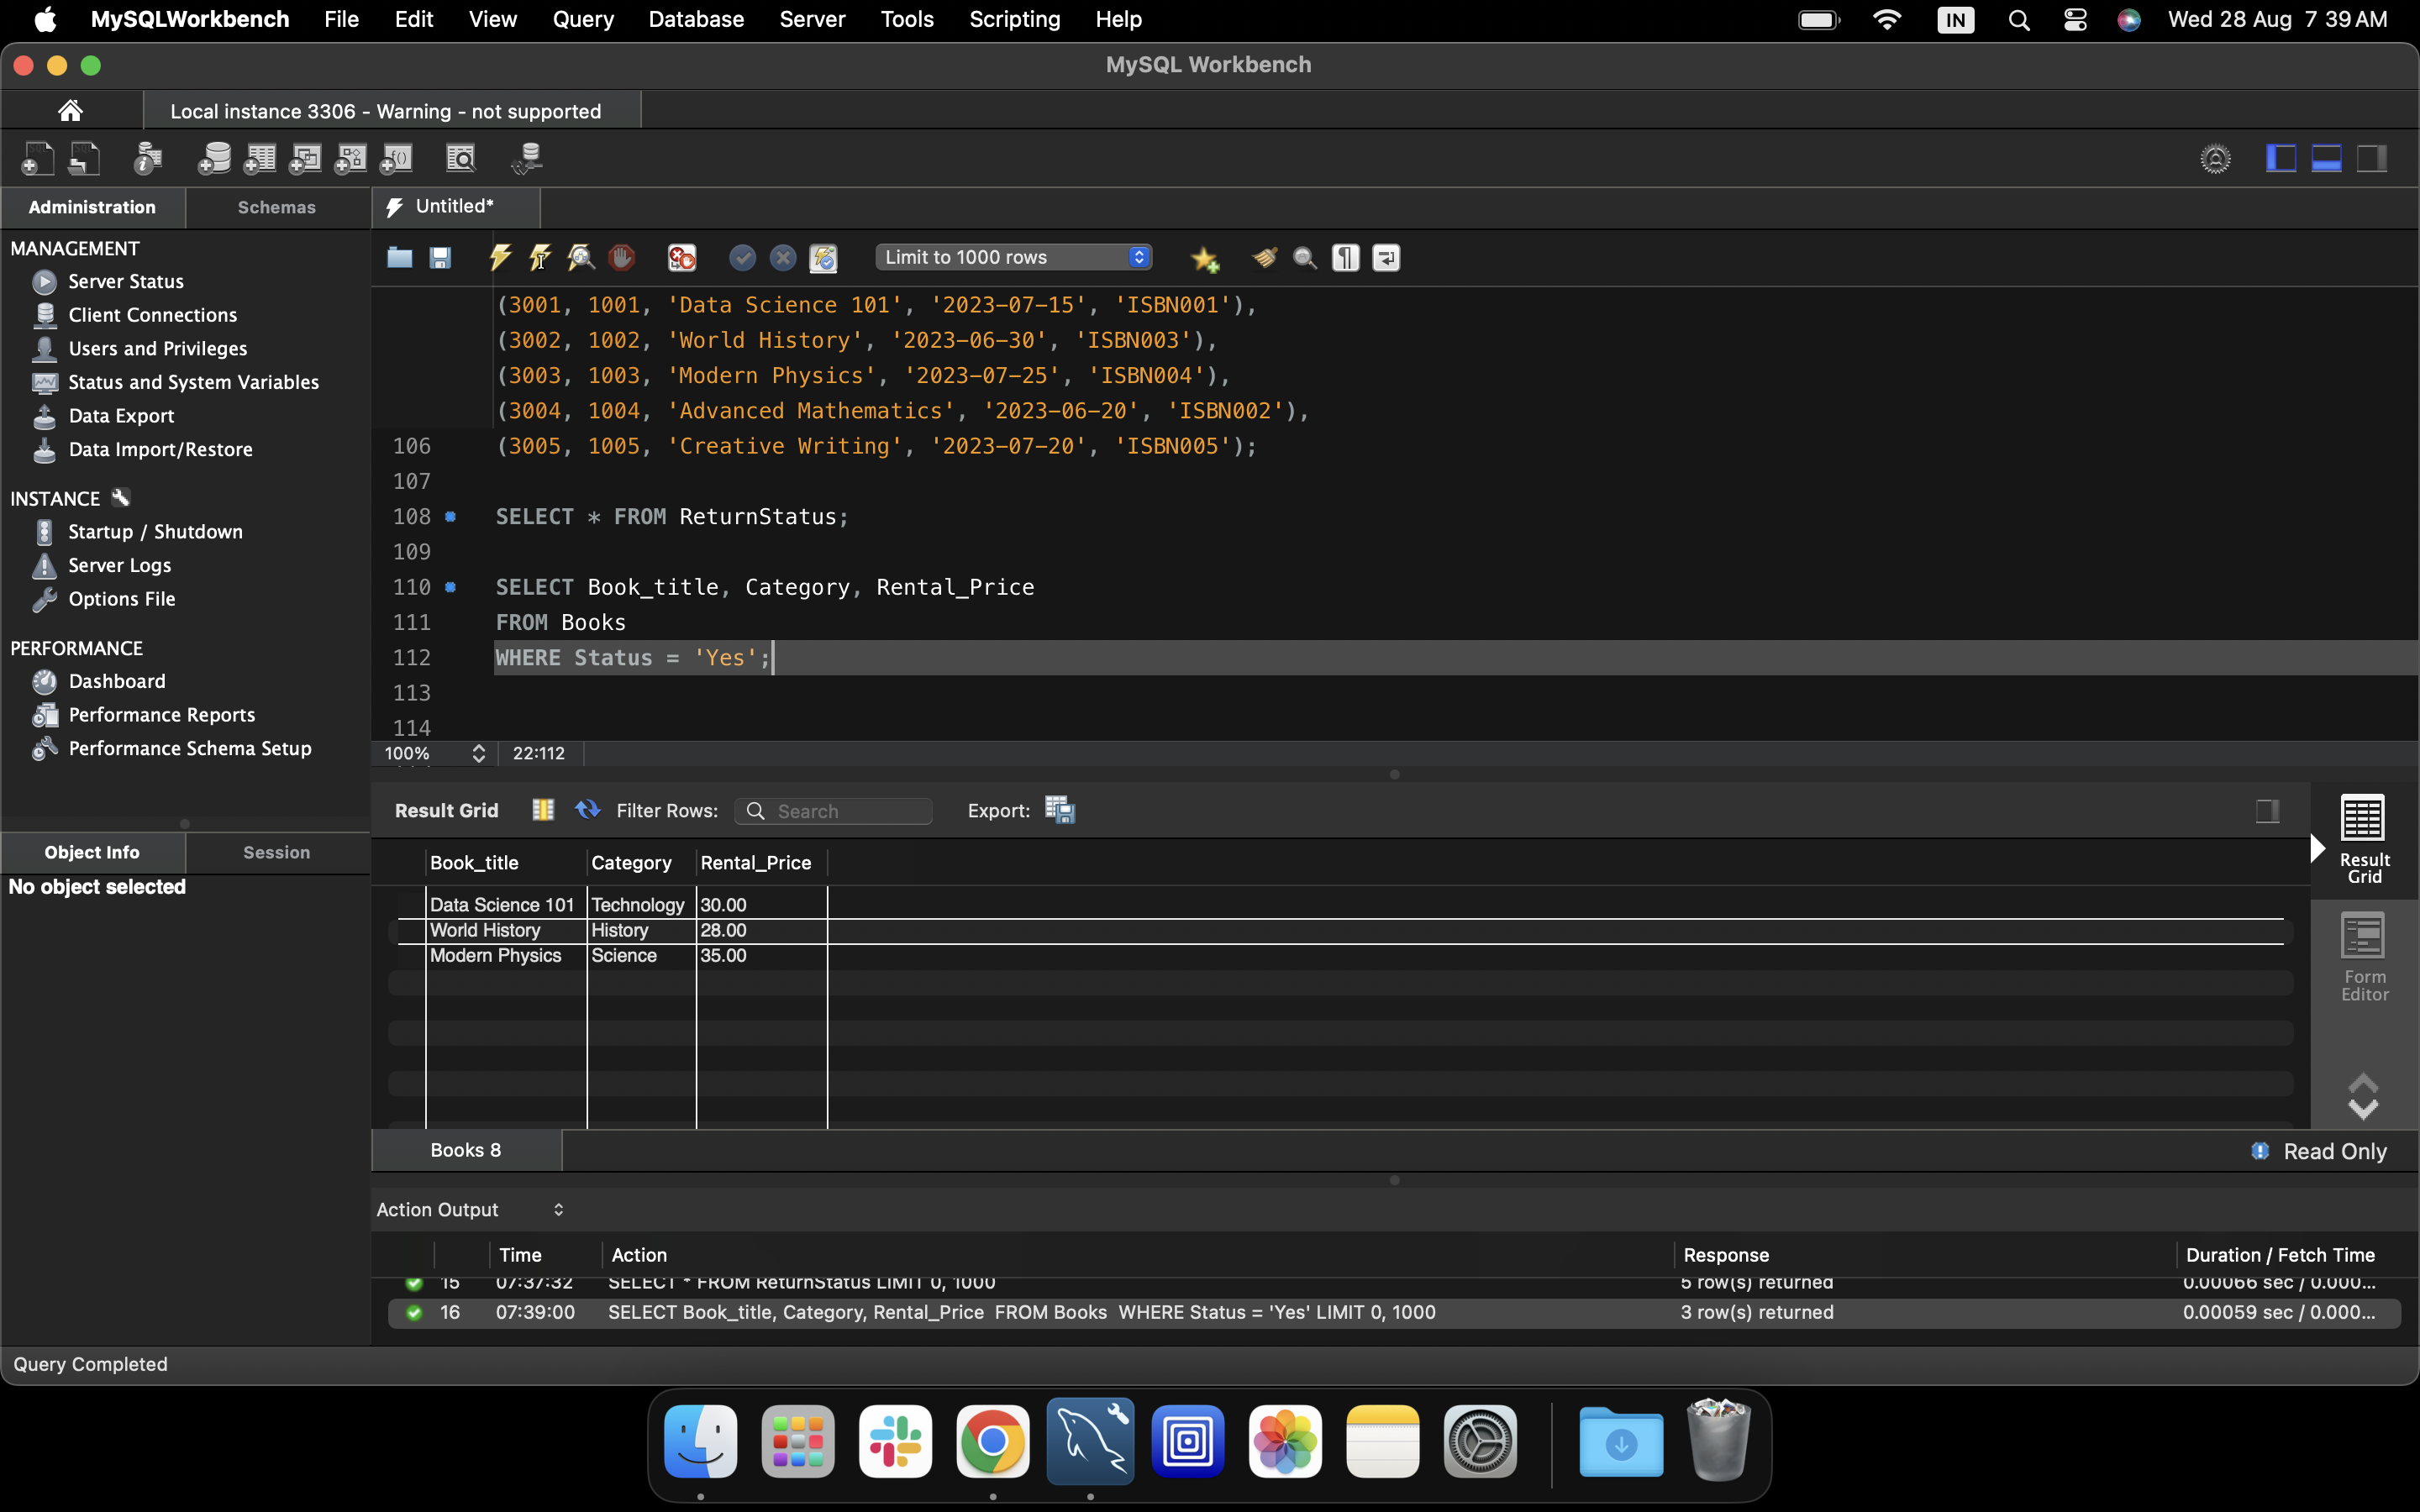 MySQLWorkbench File Edit View Query Database Server Tools Scripting Help IN Wed 28 Aug 7 39 AM
MySQL Workbench
Local instance 3306 - Warning - not supported
Administration Schemas Untitled*
MANAGEMENT
Server Status
Client Connections
Users and Privileges
Status and System Variables
Data Export
Data Import/Restore
INSTANCE
Startup / Shutdown
Server Logs
Options File
PERFORMANCE
Dashboard
Performance Reports
Performance Schema Setup
Object Info Session
No object selected
Limit to 1000 rows
(3001, 1001, 'Data Science 101', '2023-07-15', 'ISBN001'),
(3002, 1002, 'World History', '2023-06-30', 'ISBN003'),
(3003, 1003, 'Modern Physics', '2023-07-25', 'ISBN004'),
(3004, 1004, 'Advanced Mathematics', '2023-06-20', 'ISBN002'),
106 (3005, 1005, 'Creative Writing', '2023-07-20', 'ISBN005');
107
108 SELECT * FROM ReturnStatus;
109
110 SELECT Book_title, Category, Rental_Price
111 FROM Books
112 WHERE Status = 'Yes';
113
114
100% 22:112
Result Grid Filter Rows: Search Export:
Book_title Category Rental_Price
Data Science 101 Technology 30.00
World History History 28.00
Modern Physics Science 35.00
Result
Grid
Form
Editor
Books 8 Read Only
Action Output
Time Action Response Duration / Fetch Time
15 07:37:32 SELECT * FROM ReturnStatus LIMIT 0, 1000 5 row(s) returned 0.00066 sec / 0.000...
16 07:39:00 SELECT Book_title, Category, Rental_Price FROM Books WHERE Status = 'Yes' LIMIT 0, 1000 3 row(s) returned 0.00059 sec / 0.000...
Query Completed